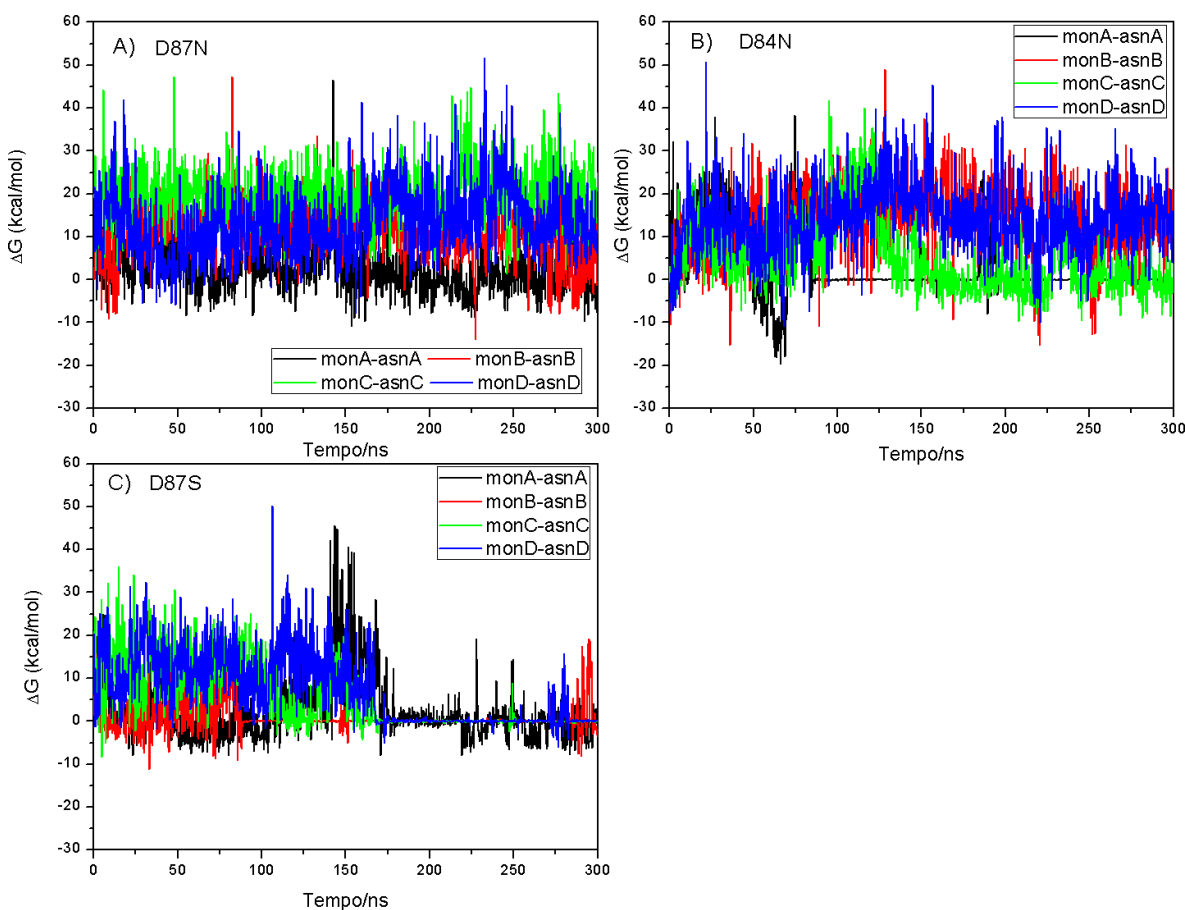 A) D87N
60
50
40
30
20
10
0
-10
-20
-30
ΔG (kcal/mol)
monA-asnA monB-asnB
monC-asnC monD-asnD
0 50 100 150 200 250 300
Tempo/ns
B) D84N
60
50
40
30
20
10
0
-10
-20
-30
ΔG (kcal/mol)
monA-asnA
monB-asnB
monC-asnC
monD-asnD
0 50 100 150 200 250 300
Tempo/ns
C) D87S
60
50
40
30
20
10
0
-10
-20
-30
ΔG (kcal/mol)
monA-asnA
monB-asnB
monC-asnC
monD-asnD
0 50 100 150 200 250 300
Tempo/ns